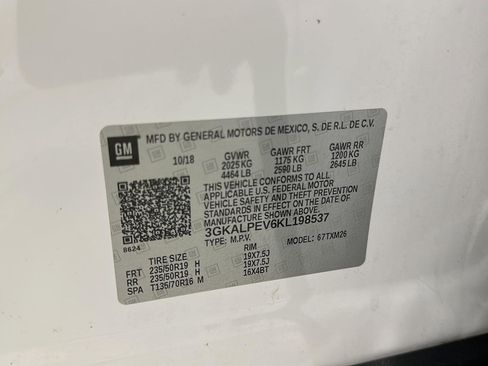 GM
MFD BY GENERAL MOTORS DE MEXICO, S. DE R.L. DE C.V.
10/18 GVWR GAWR FRT GAWR RR
2025 KG 1175 KG 1200 KG
4464 LB 2590 LB 2645 LB
THIS VEHICLE CONFORMS TO ALL
APPLICABLE U.S. FEDERAL MOTOR
VEHICLE SAFETY AND BUMPER
STANDARDS IN EFFECT ON THE DATE
OF MANUFACTURE SHOWN ABOVE.
3GKALPEV6KL198537
TYPE: M.P.V. 67TXM26
8624
TIRE SIZE RIM
FRT 235/50R19 H 19X7.5J
RR 235/50R19 H 19X7.5J
SPA T135/70R16 M 16X4BT